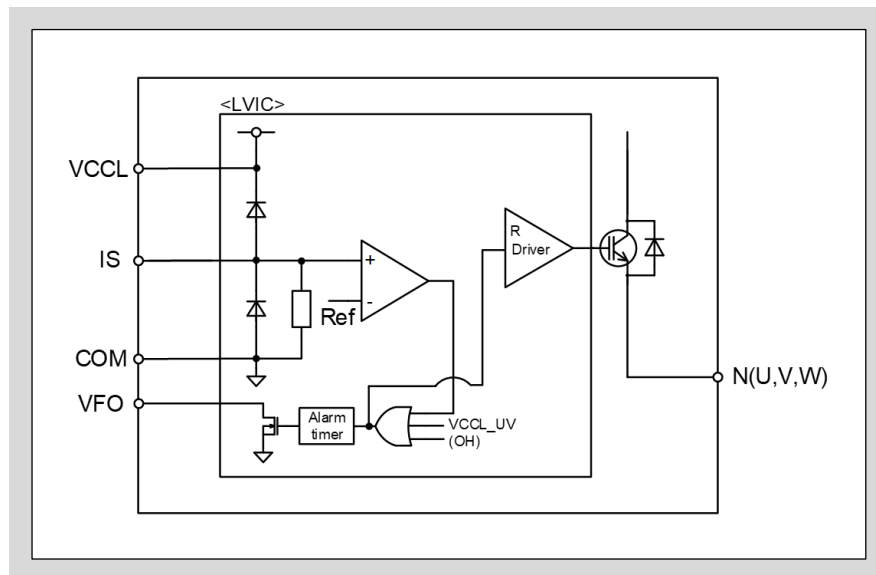 <LVIC>
VCCL
IS
COM
VFO
+
-
Ref
R
Driver
Alarm
timer
VCCL_UV
(OH)
N(U,V,W)